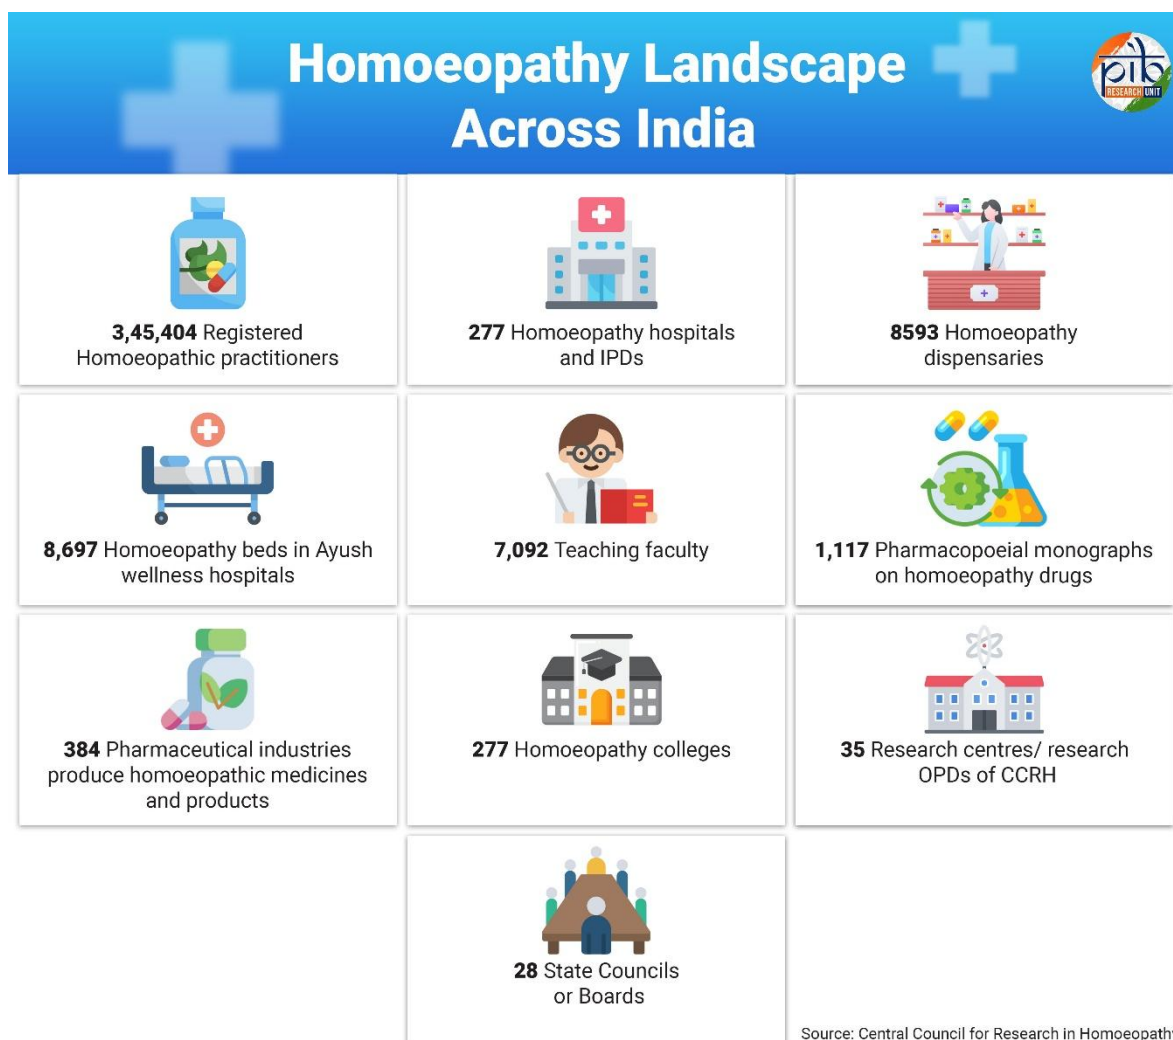 Homoeopathy Landscape
Across India
pib
RESEARCH UNIT
3,45,404 Registered
Homoeopathic practitioners
277 Homoeopathy hospitals
and IPDs
8593 Homoeopathy
dispensaries
8,697 Homoeopathy beds in Ayush
wellness hospitals
7,092 Teaching faculty
1,117 Pharmacopoeial monographs
on homoeopathy drugs
384 Pharmaceutical industries
produce homoeopathic medicines
and products
277 Homoeopathy colleges
35 Research centres/ research
OPDs of CCRH
28 State Councils
or Boards
Source: Central Council for Research in Homoeopathy